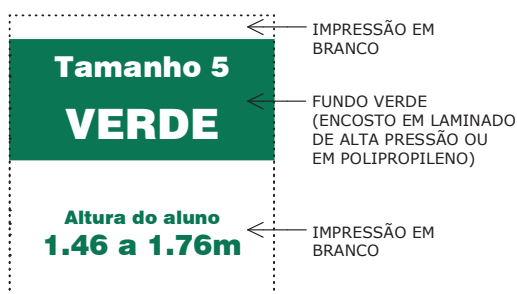 IMPRESSÃO EM
BRANCO
Tamanho 5
VERDE
FUNDO VERDE
(ENCOSTO EM LAMINADO
DE ALTA PRESSÃO OU
EM POLIPROPILENO)
Altura do aluno
1.46 a 1.76m
IMPRESSÃO EM
BRANCO